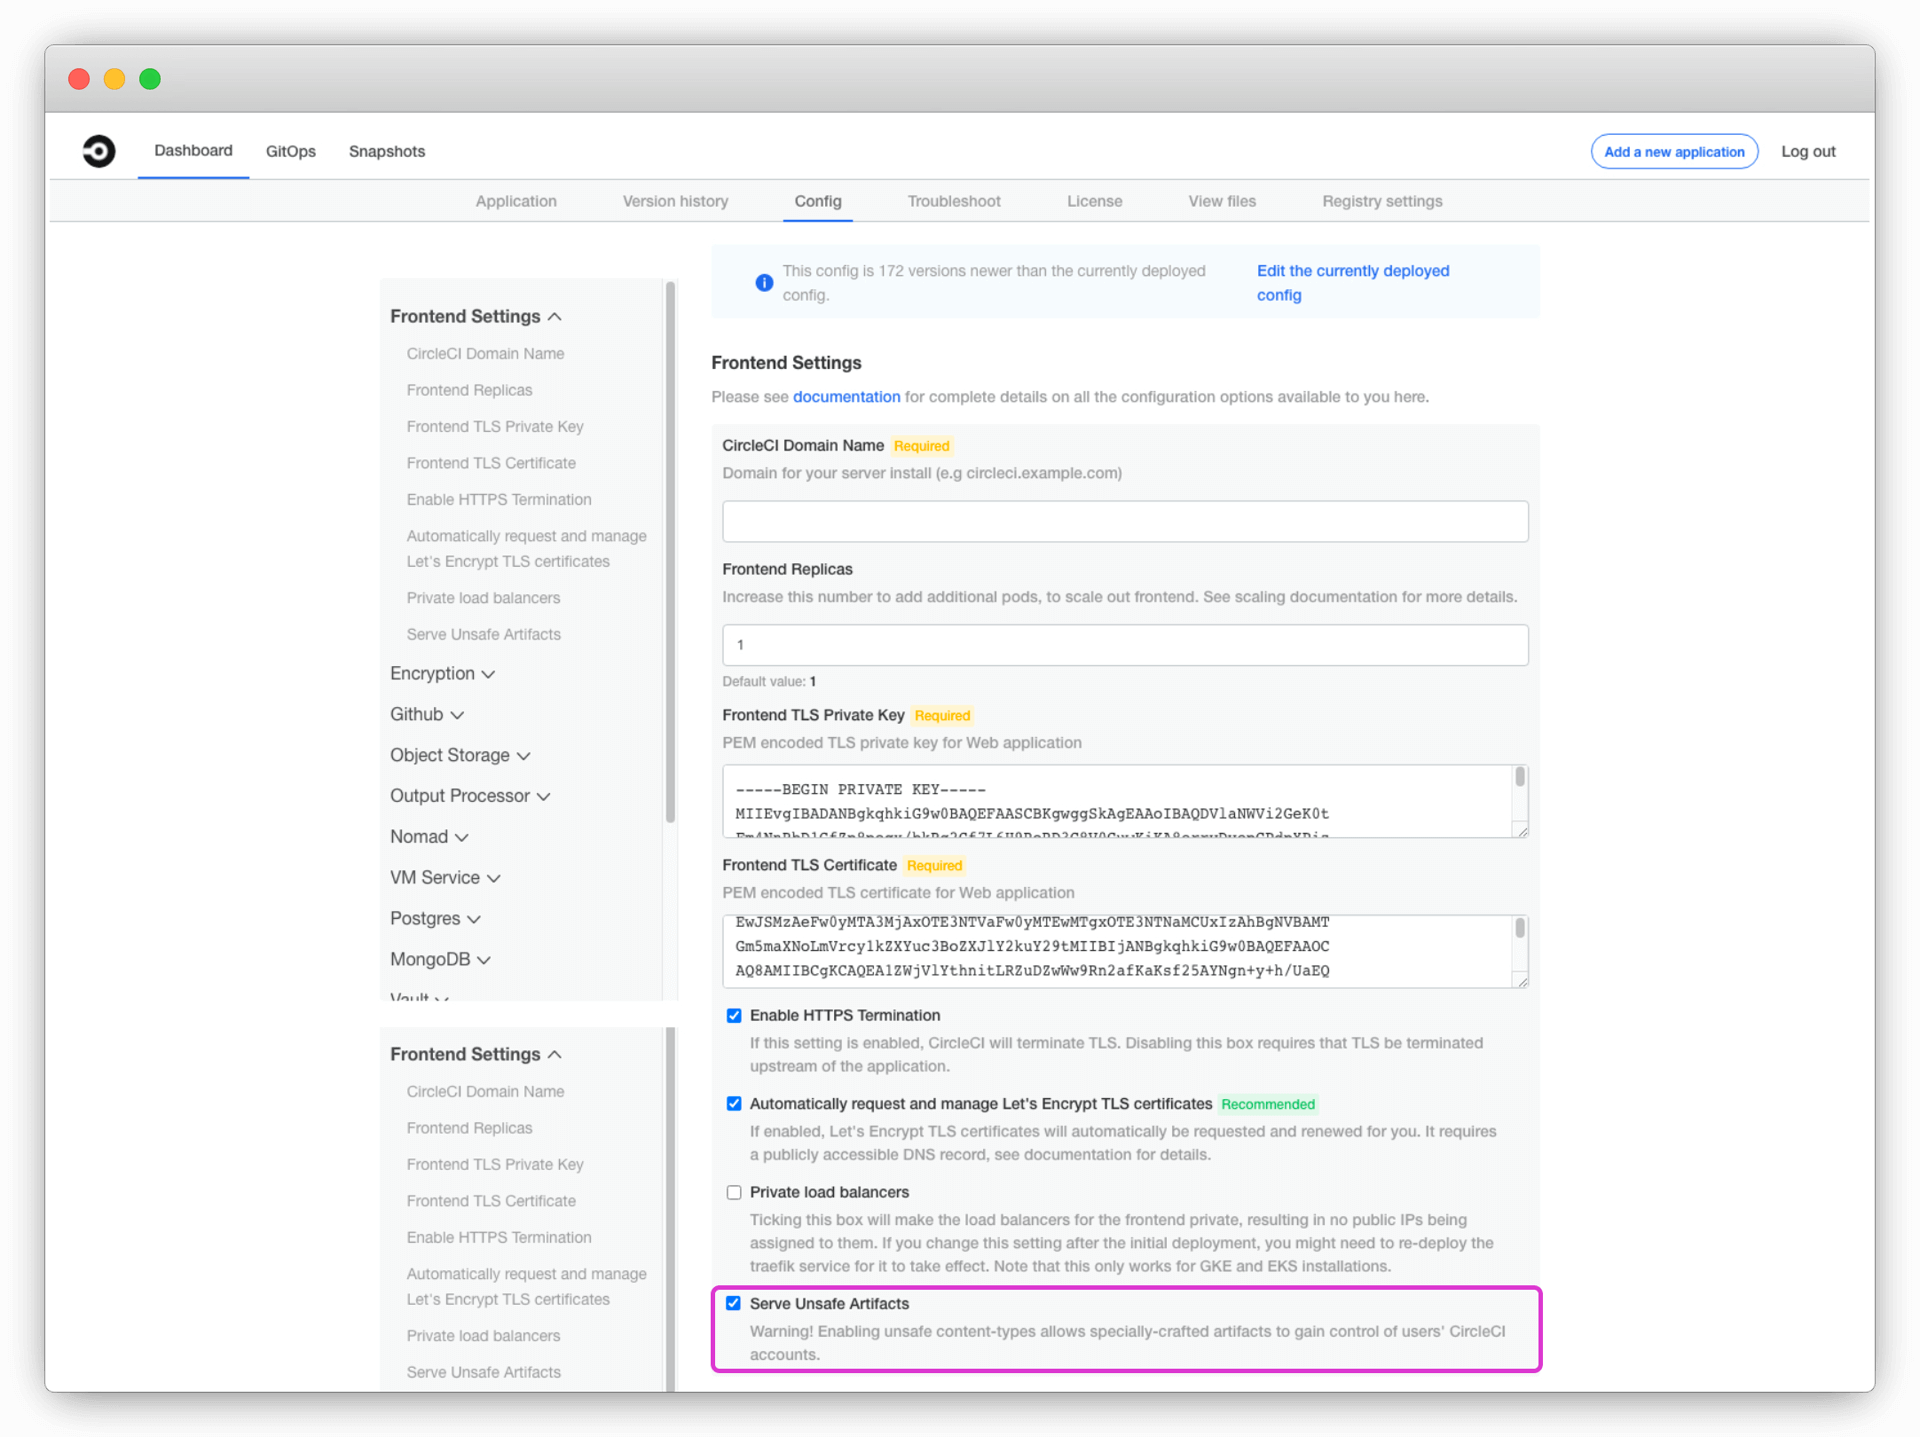 Dashboard
GitOps
Snapshots
Add a new application
Log out
Application
Version history
Config
Troubleshoot
License
View files
Registry settings
This config is 172 versions newer than the currently deployed
config.
Edit the currently deployed
config
Frontend Settings
CircleCI Domain Name
Frontend Replicas
Frontend TLS Private Key
Frontend TLS Certificate
Enable HTTPS Termination
Automatically request and manage
Let's Encrypt TLS certificates
Private load balancers
Serve Unsafe Artifacts
Encryption
Github
Object Storage
Output Processor
Nomad
VM Service
Postgres
MongoDB
Vault
Frontend Settings
CircleCI Domain Name
Frontend Replicas
Frontend TLS Private Key
Frontend TLS Certificate
Enable HTTPS Termination
Automatically request and manage
Let's Encrypt TLS certificates
Private load balancers
Serve Unsafe Artifacts
Frontend Settings
Please see documentation for complete details on all the configuration options available to you here.
CircleCI Domain Name Required
Domain for your server install (e.g circleci.example.com)
Frontend Replicas
Increase this number to add additional pods, to scale out frontend. See scaling documentation for more details.
1
Default value: 1
Frontend TLS Private Key Required
PEM encoded TLS private key for Web application
-----BEGIN PRIVATE KEY-----
MIIEvgIBADANBgkqhkiG9w0BAQEFAASCBKgwggSkAgEAAoIBAQDVlaNWVi2GeK0t
Frontend TLS Certificate Required
PEM encoded TLS certificate for Web application
EwJSMzAeFw0yMTA3MjAxOTE3NTVaFw0yMTEwMTgxOTE3NTNaMCUxIzAhBgNVBAMT
Gm5maXNoLmVrcy1kZXYuc3BoZXJlY2kuY29tMIIBIjANBgkqhkiG9w0BAQEFAAOC
AQ8AMIIBCgKCAQEA1ZWjVlYthnitLRZuDZwWw9Rn2afKaKsf25AYNgn+y+h/UaEQ
Enable HTTPS Termination
If this setting is enabled, CircleCI will terminate TLS. Disabling this box requires that TLS be terminated
upstream of the application.
Automatically request and manage Let's Encrypt TLS certificates Recommended
If enabled, Let's Encrypt TLS certificates will automatically be requested and renewed for you. It requires
a publicly accessible DNS record, see documentation for details.
Private load balancers
Ticking this box will make the load balancers for the frontend private, resulting in no public IPs being
assigned to them. If you change this setting after the initial deployment, you might need to re-deploy the
traefik service for it to take effect. Note that this only works for GKE and EKS installations.
Serve Unsafe Artifacts
Warning! Enabling unsafe content-types allows specially-crafted artifacts to gain control of users' CircleCI
accounts.